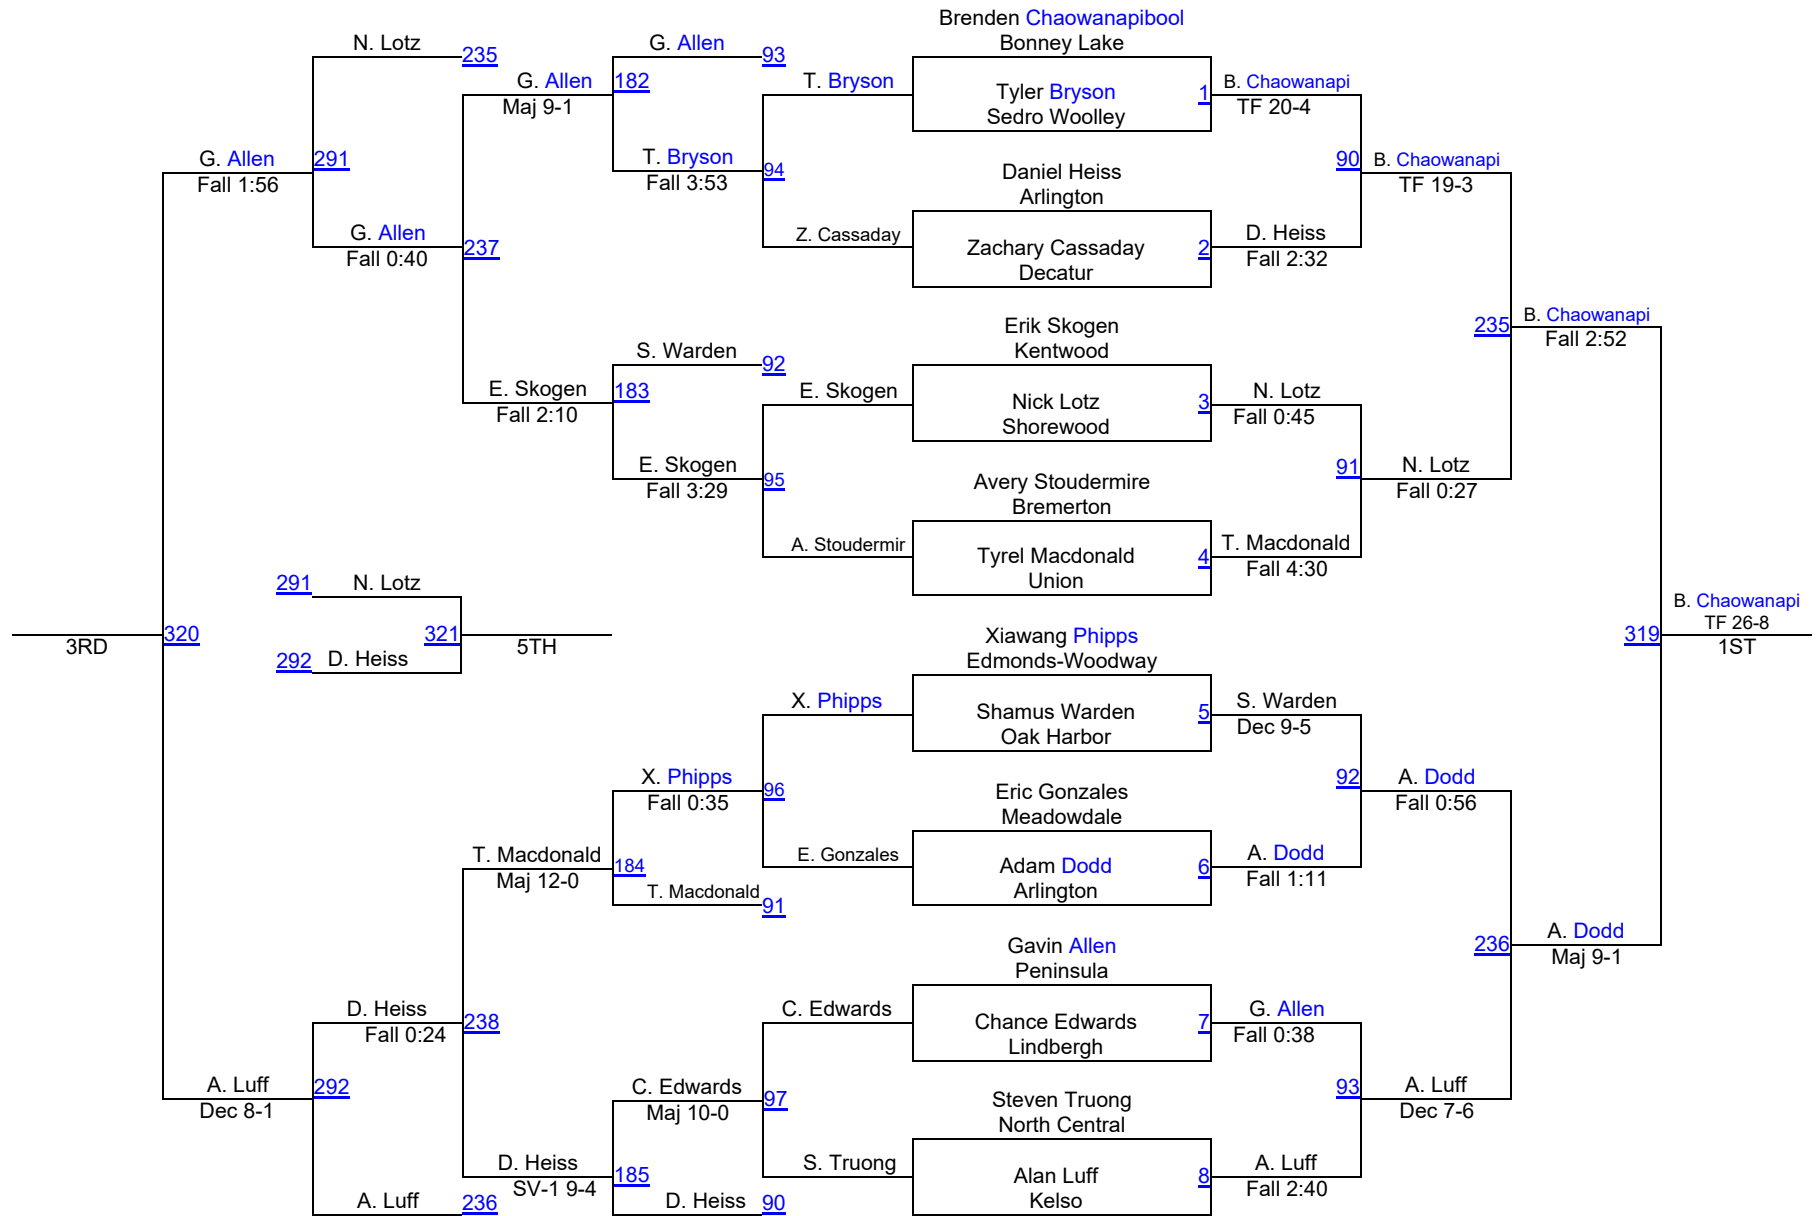 Brenden Chaowanapibool
Bonney Lake
N. Lotz
235
G. Allen
93
G. Allen
182
Maj 9-1
T. Bryson
Tyler Bryson
Sedro Woolley
1
B. Chaowanapi
TF 20-4
T. Bryson
Fall 3:53
94
G. Allen
Fall 1:56
291
Daniel Heiss
Arlington
90
B. Chaowanapi
TF 19-3
G. Allen
Fall 0:40
237
Z. Cassaday
Zachary Cassaday
Decatur
2
D. Heiss
Fall 2:32
Erik Skogen
Kentwood
235
B. Chaowanapi
Fall 2:52
S. Warden
92
E. Skogen
Fall 2:10
183
E. Skogen
Nick Lotz
Shorewood
3
N. Lotz
Fall 0:45
E. Skogen
Fall 3:29
95
Avery Stoudermire
Bremerton
91
N. Lotz
Fall 0:27
A. Stoudermir
Tyrel Macdonald
Union
4
T. Macdonald
Fall 4:30
291
N. Lotz
B. Chaowanapi
TF 26-8
1ST
319
3RD
320
321
5TH
292
D. Heiss
Xiawang Phipps
Edmonds-Woodway
X. Phipps
Shamus Warden
Oak Harbor
5
S. Warden
Dec 9-5
X. Phipps
Fall 0:35
96
Eric Gonzales
Meadowdale
92
A. Dodd
Fall 0:56
T. Macdonald
Maj 12-0
184
E. Gonzales
Adam Dodd
Arlington
6
A. Dodd
Fall 1:11
T. Macdonald
91
Gavin Allen
Peninsula
236
A. Dodd
Maj 9-1
D. Heiss
Fall 0:24
238
C. Edwards
Chance Edwards
Lindbergh
7
G. Allen
Fall 0:38
A. Luff
Dec 8-1
292
C. Edwards
Maj 10-0
97
Steven Truong
North Central
93
A. Luff
Dec 7-6
D. Heiss
SV-1 9-4
185
S. Truong
Alan Luff
Kelso
8
A. Luff
Fall 2:40
A. Luff
236
D. Heiss
90